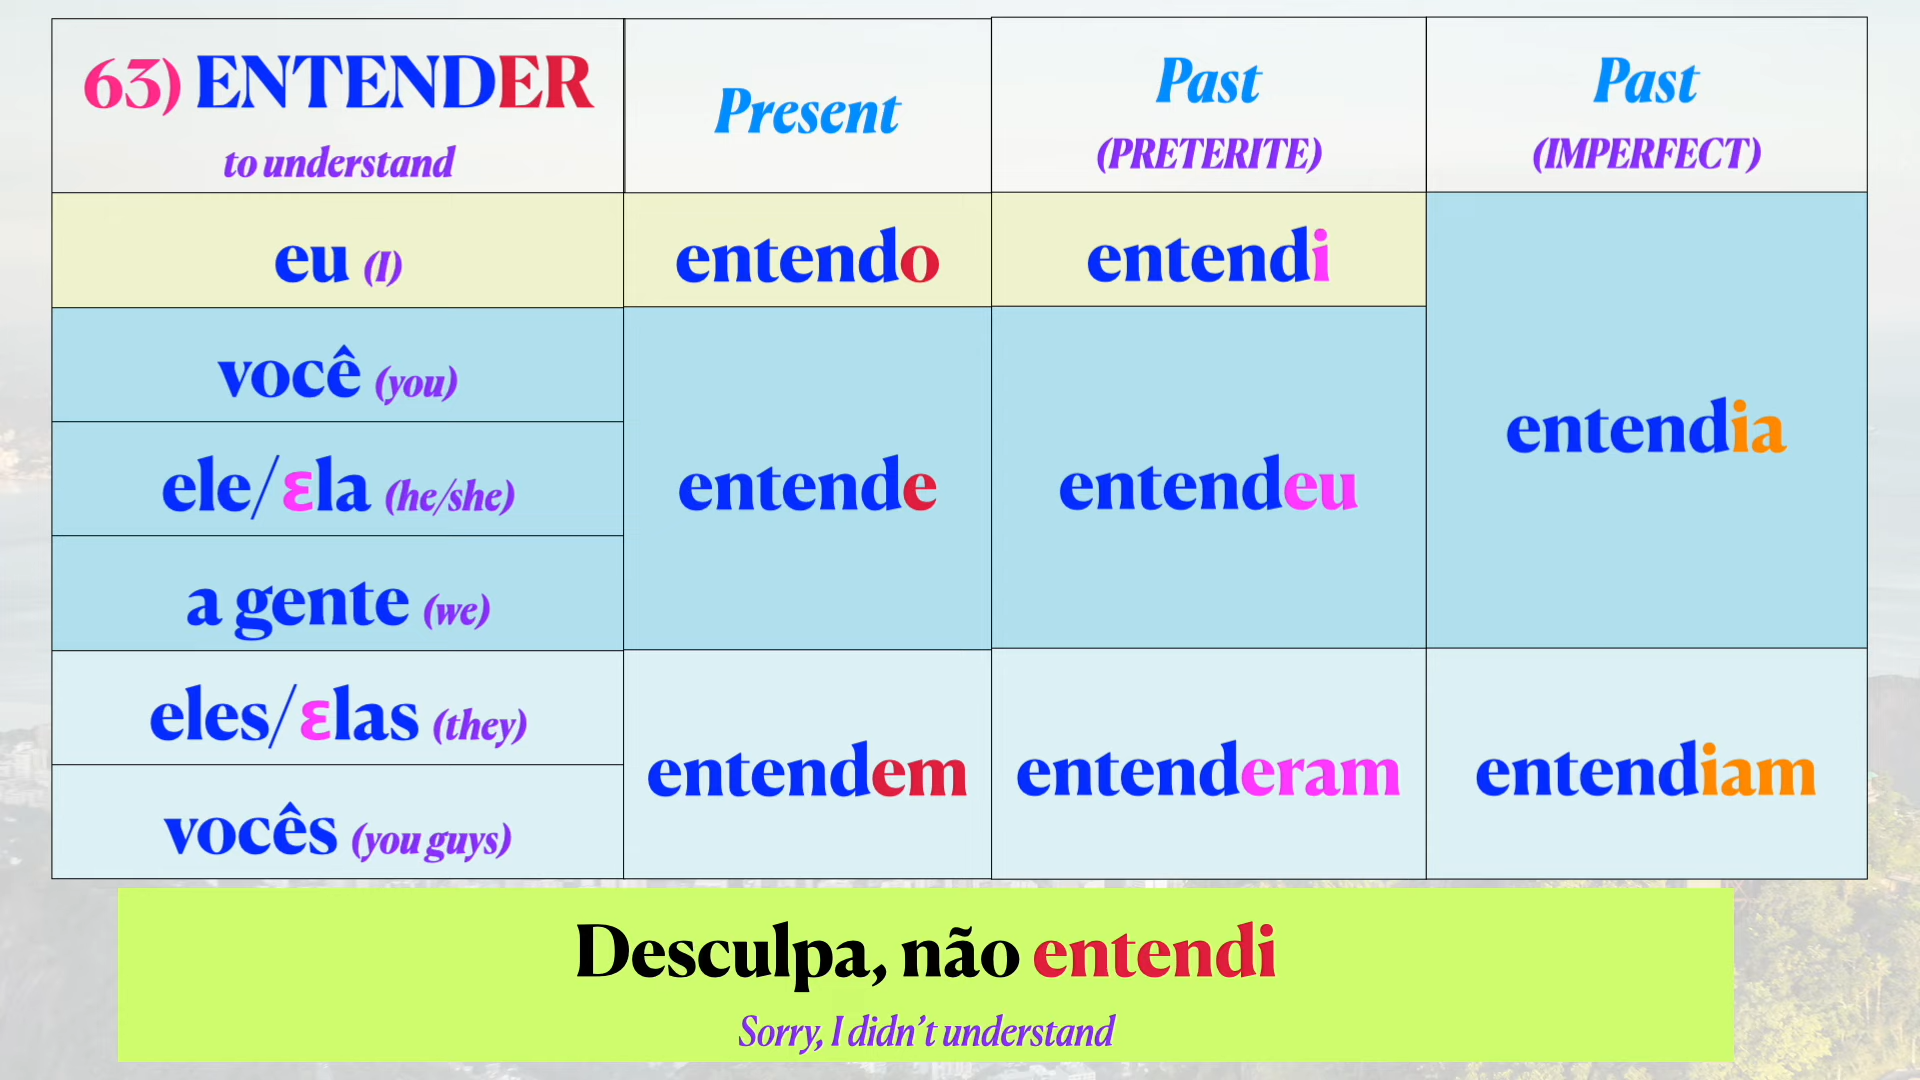 63) ENTENDER
to understand
Present
Past
(PRETERITE)
Past
(IMPERFECT)
eu (I)
entendo
entendi
entendia
você (you)
ele/ɛla (he/she)
a gente (we)
entende
entendeu
eles/ɛlas (they)
vocês (you guys)
entendem
entenderam
entendiam
Desculpa, não entendi
Sorry, I didn't understand